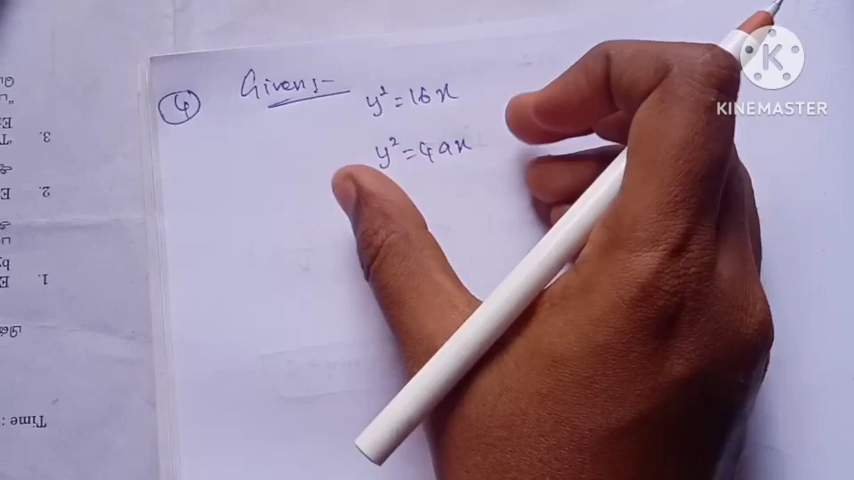 ④ Given:-
y² = 16x
y² = 4ax
K
KINEMASTER
3.
2.
1.
Time :